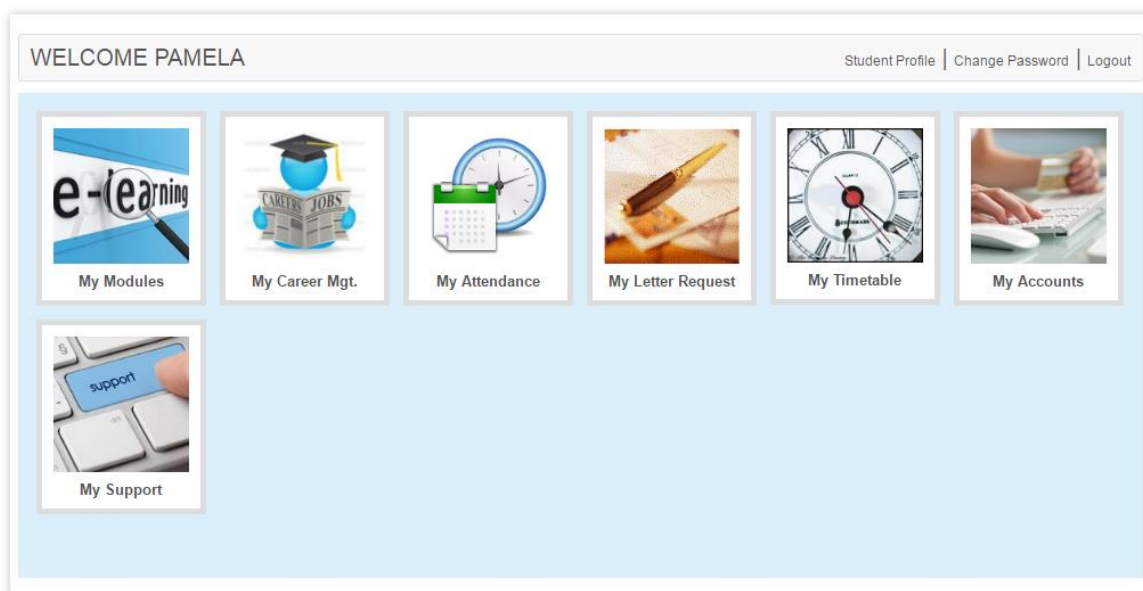 WELCOME PAMELA
Student Profile | Change Password | Logout
e-learning
CAREERS JOBS
support
My Modules
My Career Mgt.
My Attendance
My Letter Request
My Timetable
My Accounts
My Support